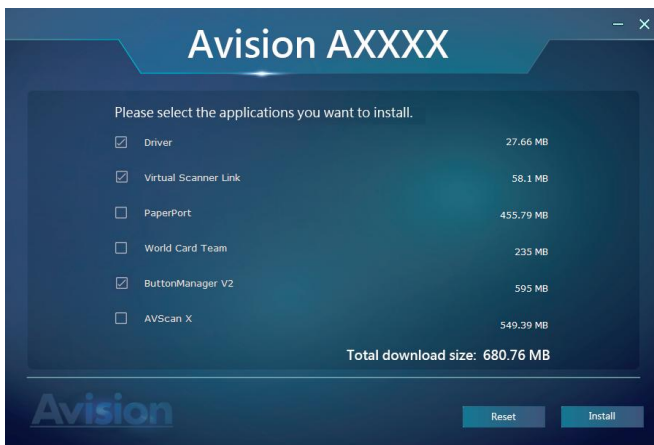 Avision AXXXX
Please select the applications you want to install.
Driver 27.66 MB
Virtual Scanner Link 58.1 MB
PaperPort 455.79 MB
World Card Team 235 MB
ButtonManager V2 595 MB
AVScan X 549.39 MB
Total download size: 680.76 MB
Avision
Reset Install